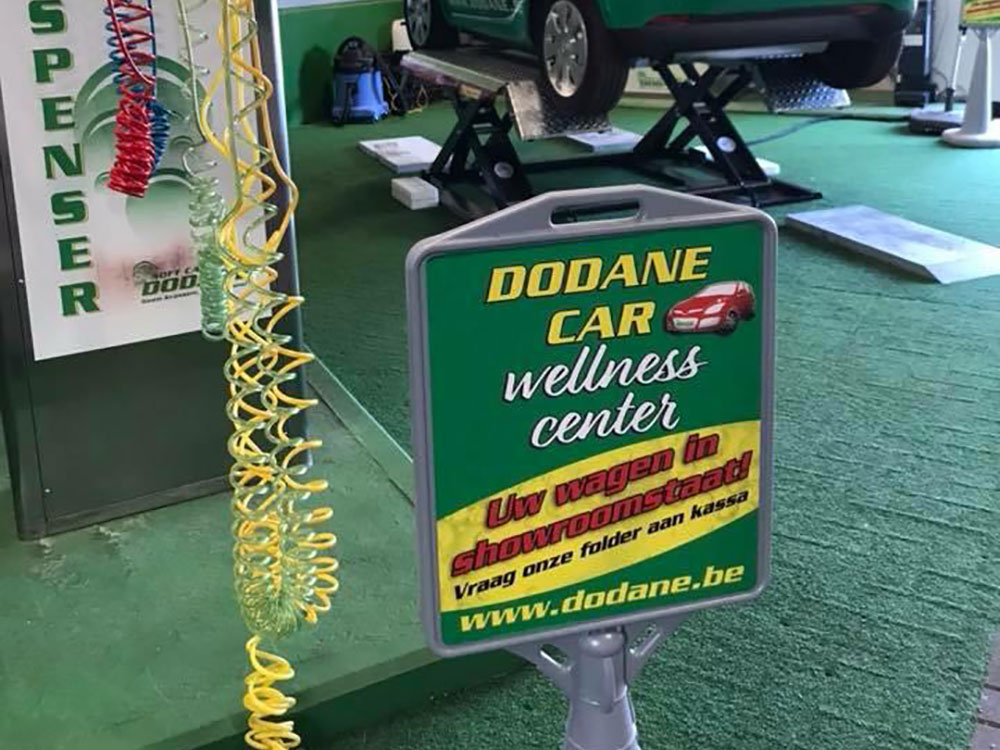 SPENSER
DODANE
CAR
wellness
center
Uw wagen in
showroomstaat!
Vraag onze folder aan kassa
www.dodane.be